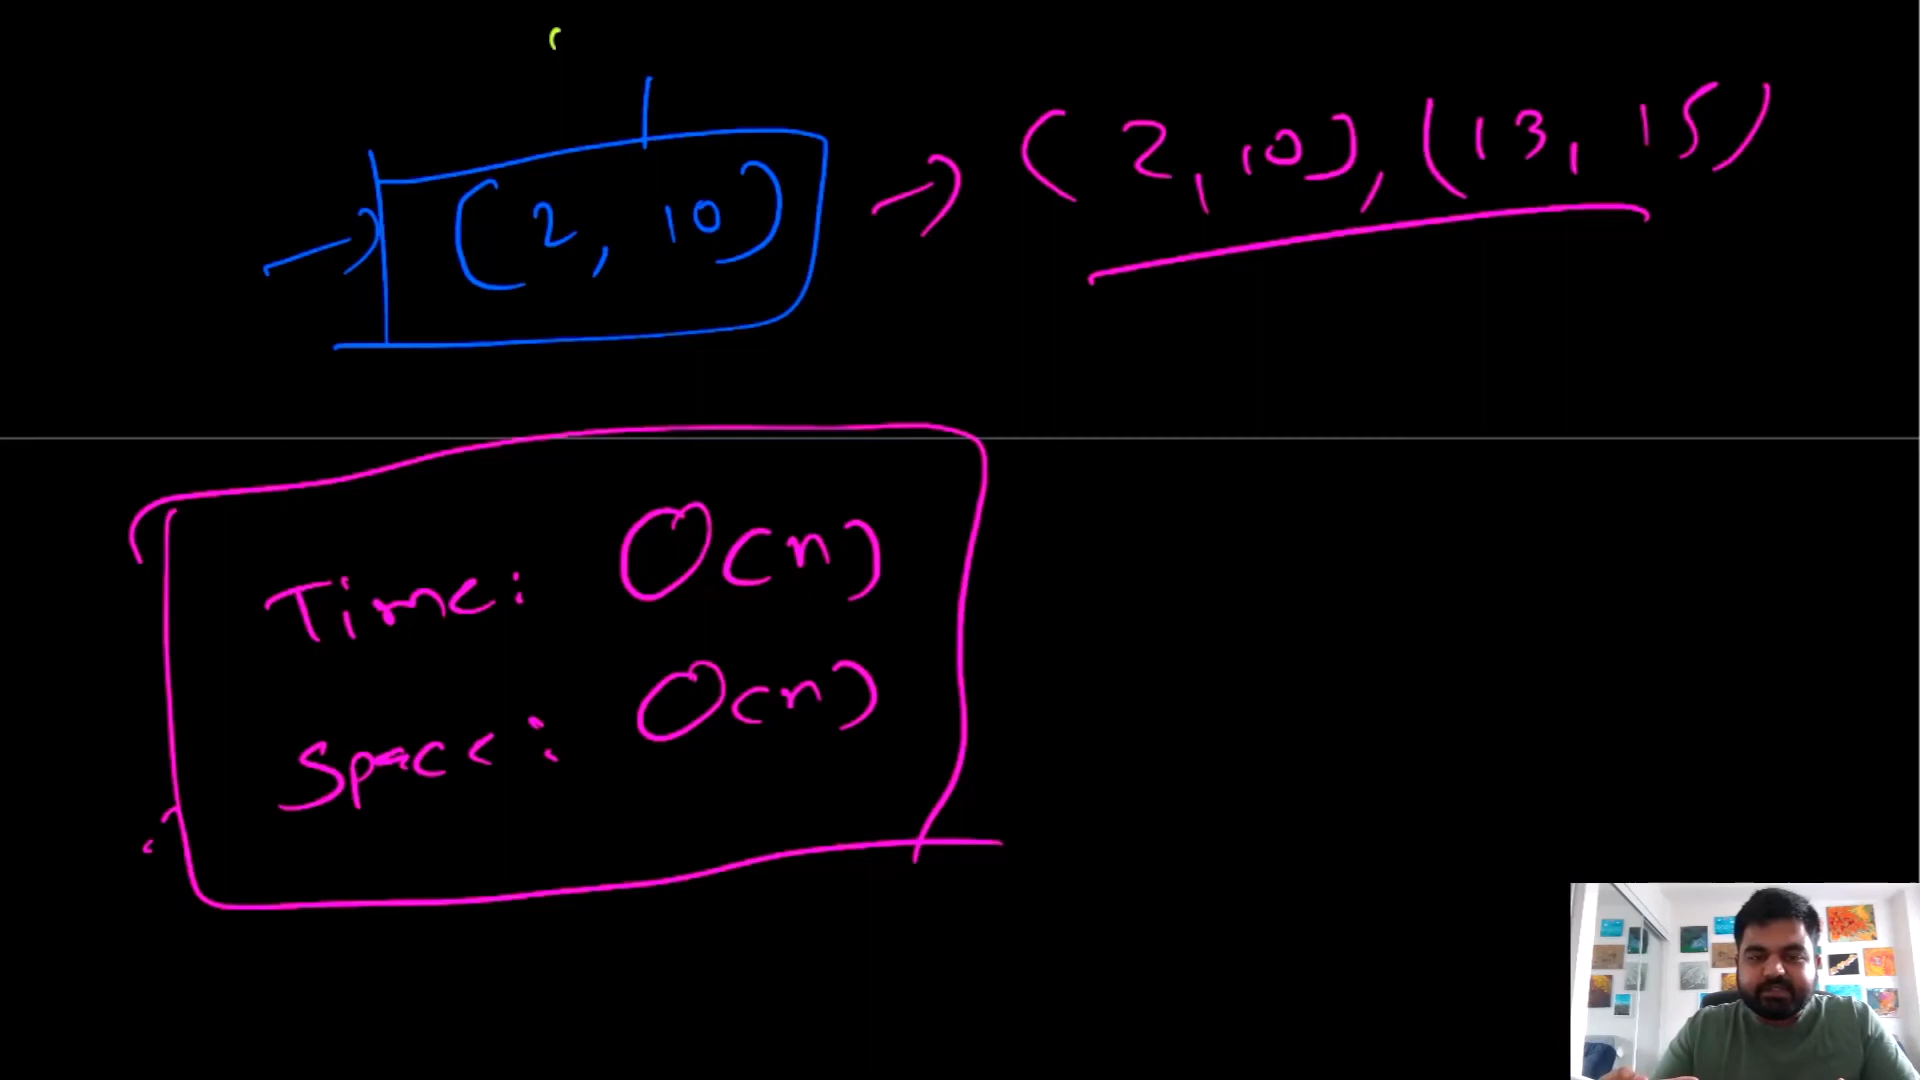 (2, 10) → (2, 10), (13, 15)
Time: O(n)
Space: O(n)